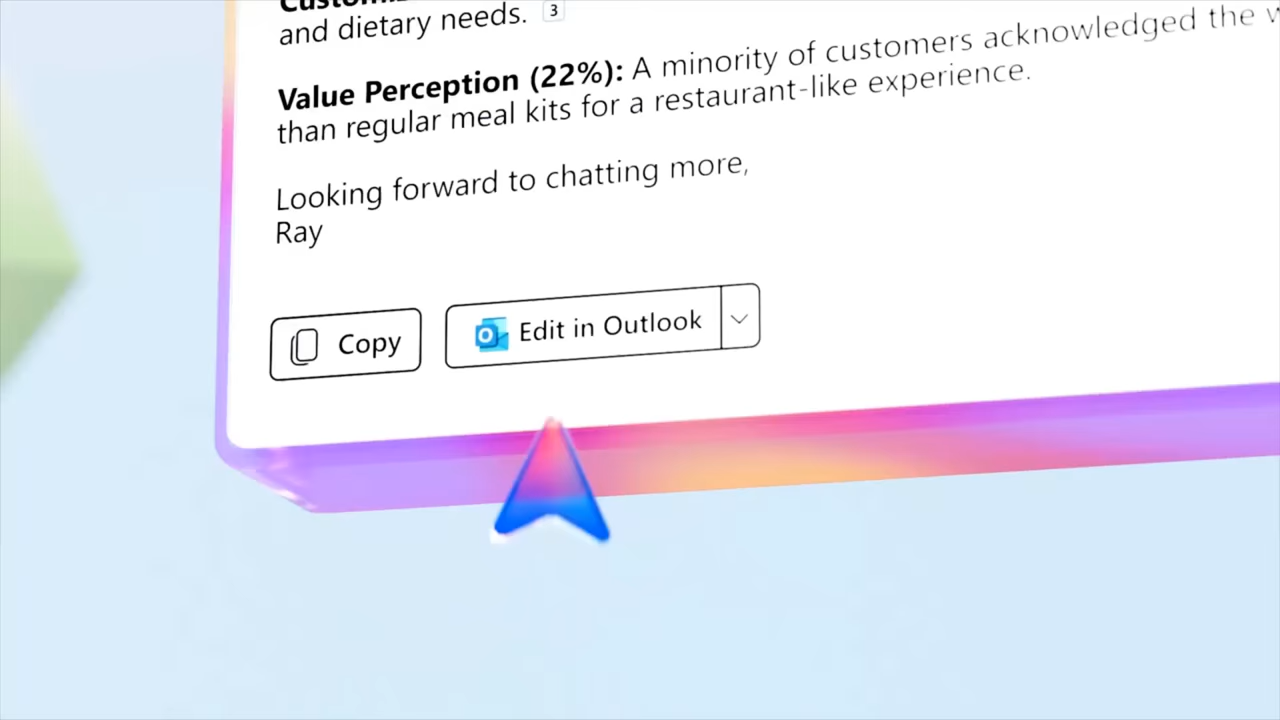 and dietary needs. 3
Value Perception (22%): A minority of customers acknowledged the
than regular meal kits for a restaurant-like experience.
Looking forward to chatting more,
Ray
Copy
Edit in Outlook